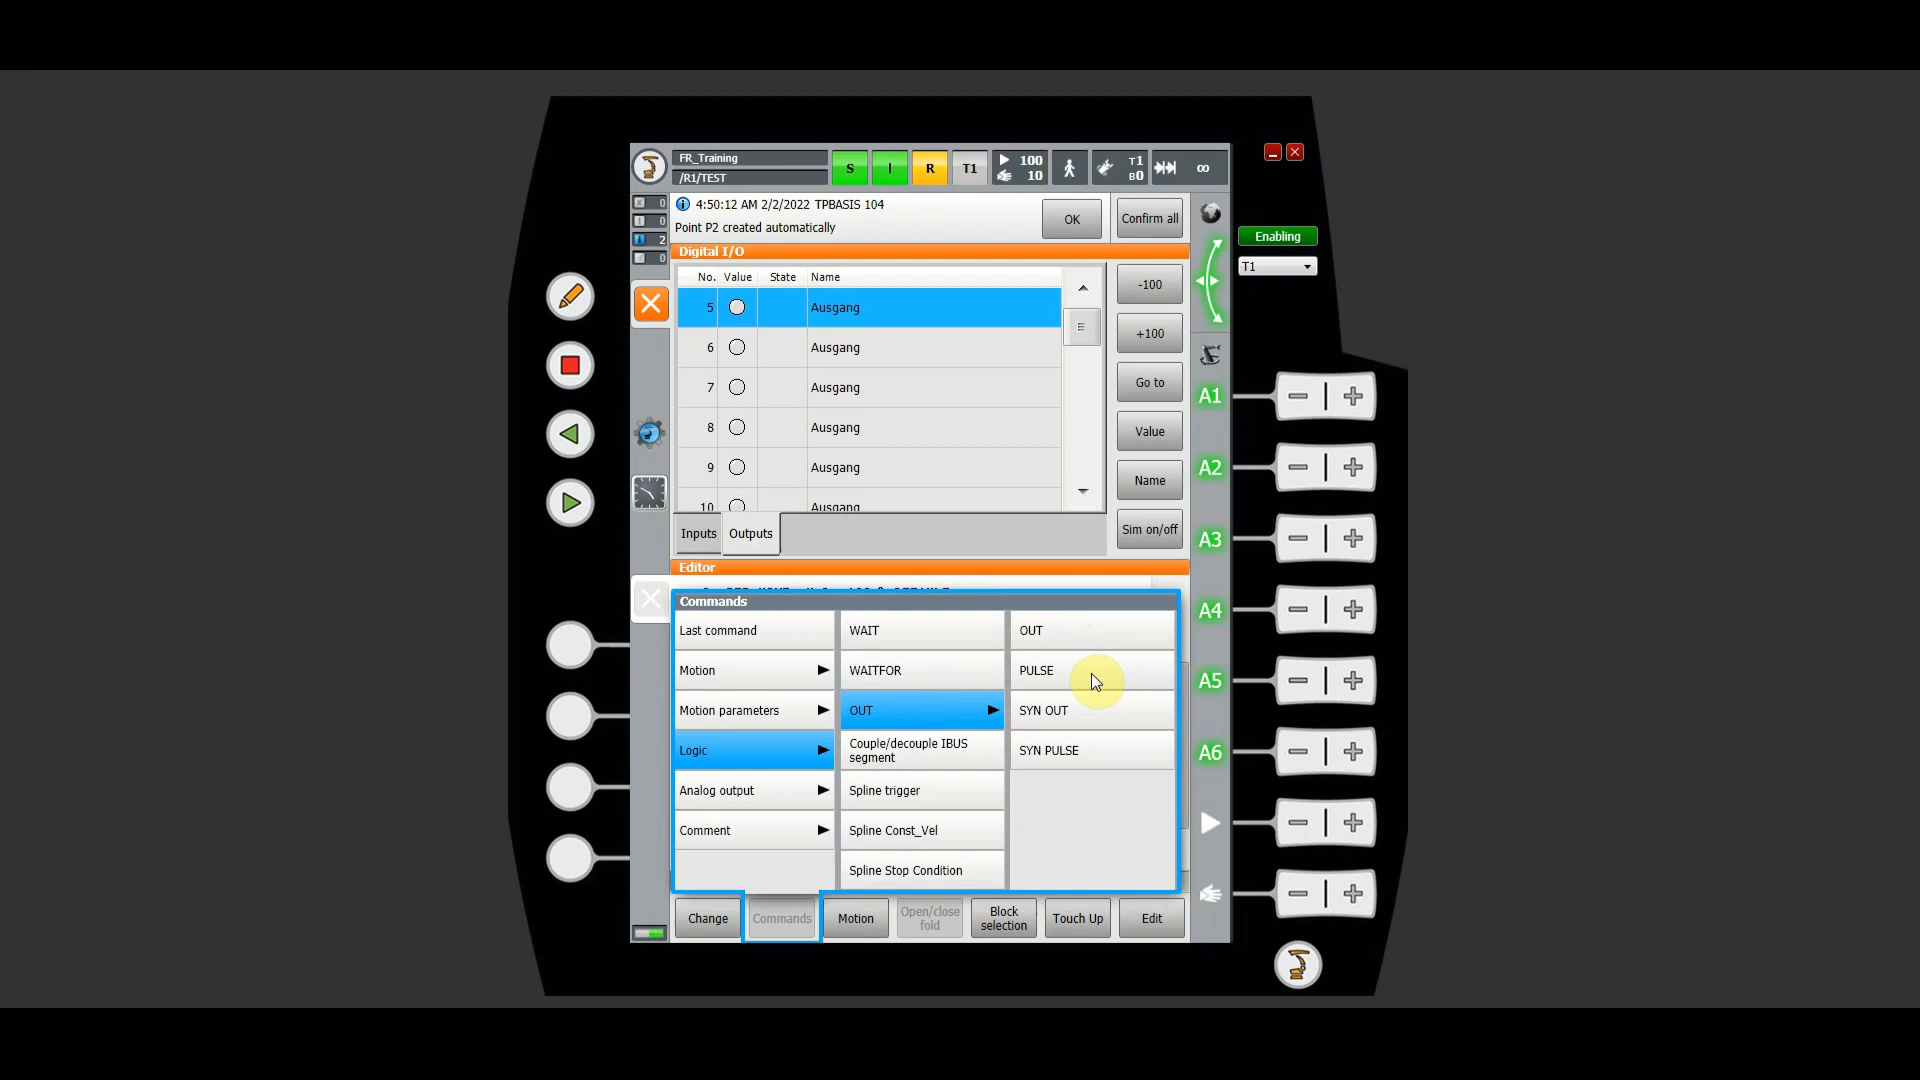 FR_Training
/R1/TEST
S
I
R
T1
100
10
T1
B0
∞
0
0
2
0
4:50:12 AM 2/2/2022 TPBASIS 104
Point P2 created automatically
OK
Confirm all
Enabling
T1
Digital I/O
No. Value State Name
5 Ausgang
6 Ausgang
7 Ausgang
8 Ausgang
9 Ausgang
10 Ausgang
-100
+100
Go to
Value
Name
Sim on/off
Inputs
Outputs
A1
A2
A3
A4
A5
A6
Editor
Commands
Last command
Motion
Motion parameters
Logic
Analog output
Comment
WAIT
WAITFOR
OUT
Couple/decouple IBUS
segment
Spline trigger
Spline Const_Vel
Spline Stop Condition
OUT
PULSE
SYN OUT
SYN PULSE
Change
Commands
Motion
Open/close
fold
Block
selection
Touch Up
Edit